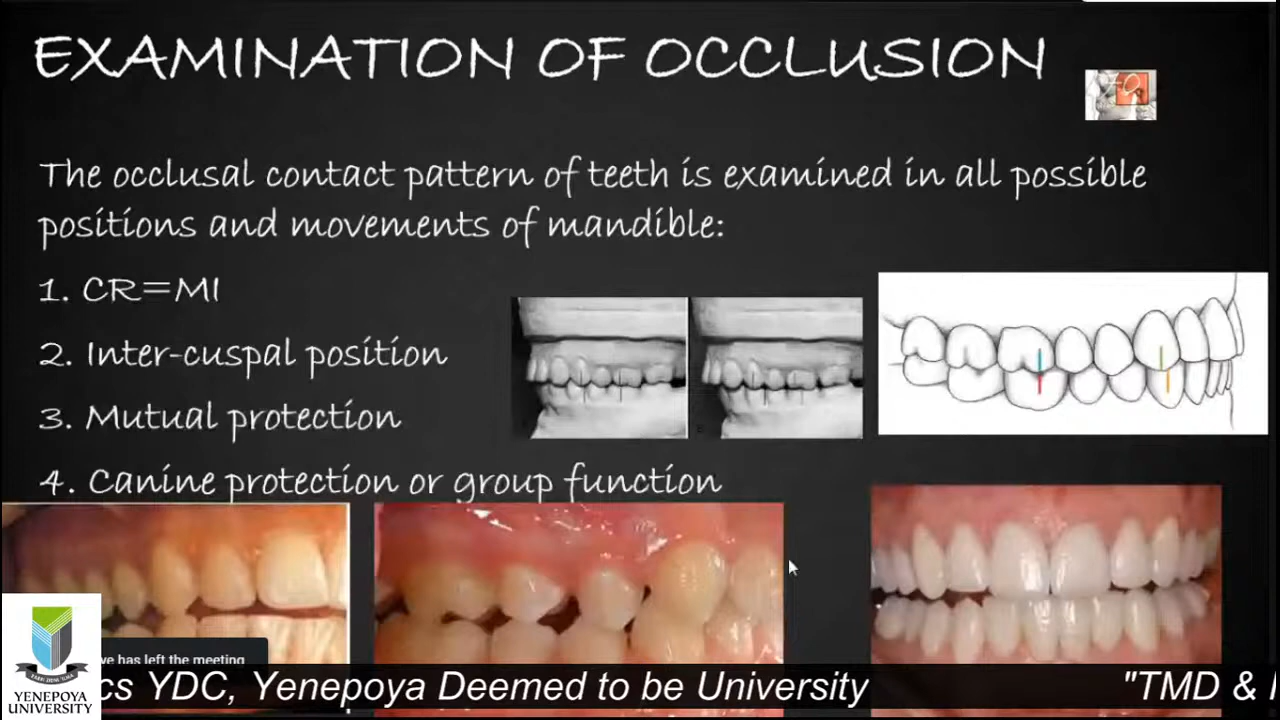 EXAMINATION OF OCCLUSION
The occlusal contact pattern of teeth is examined in all possible
positions and movements of mandible:
1. CR=MI
2. Inter-cuspal position
3. Mutual protection
4. Canine protection or group function
ve has left the meeting
cs YDC, Yenepoya Deemed to be University
"TMD &
YENEPOYA
UNIVERSITY